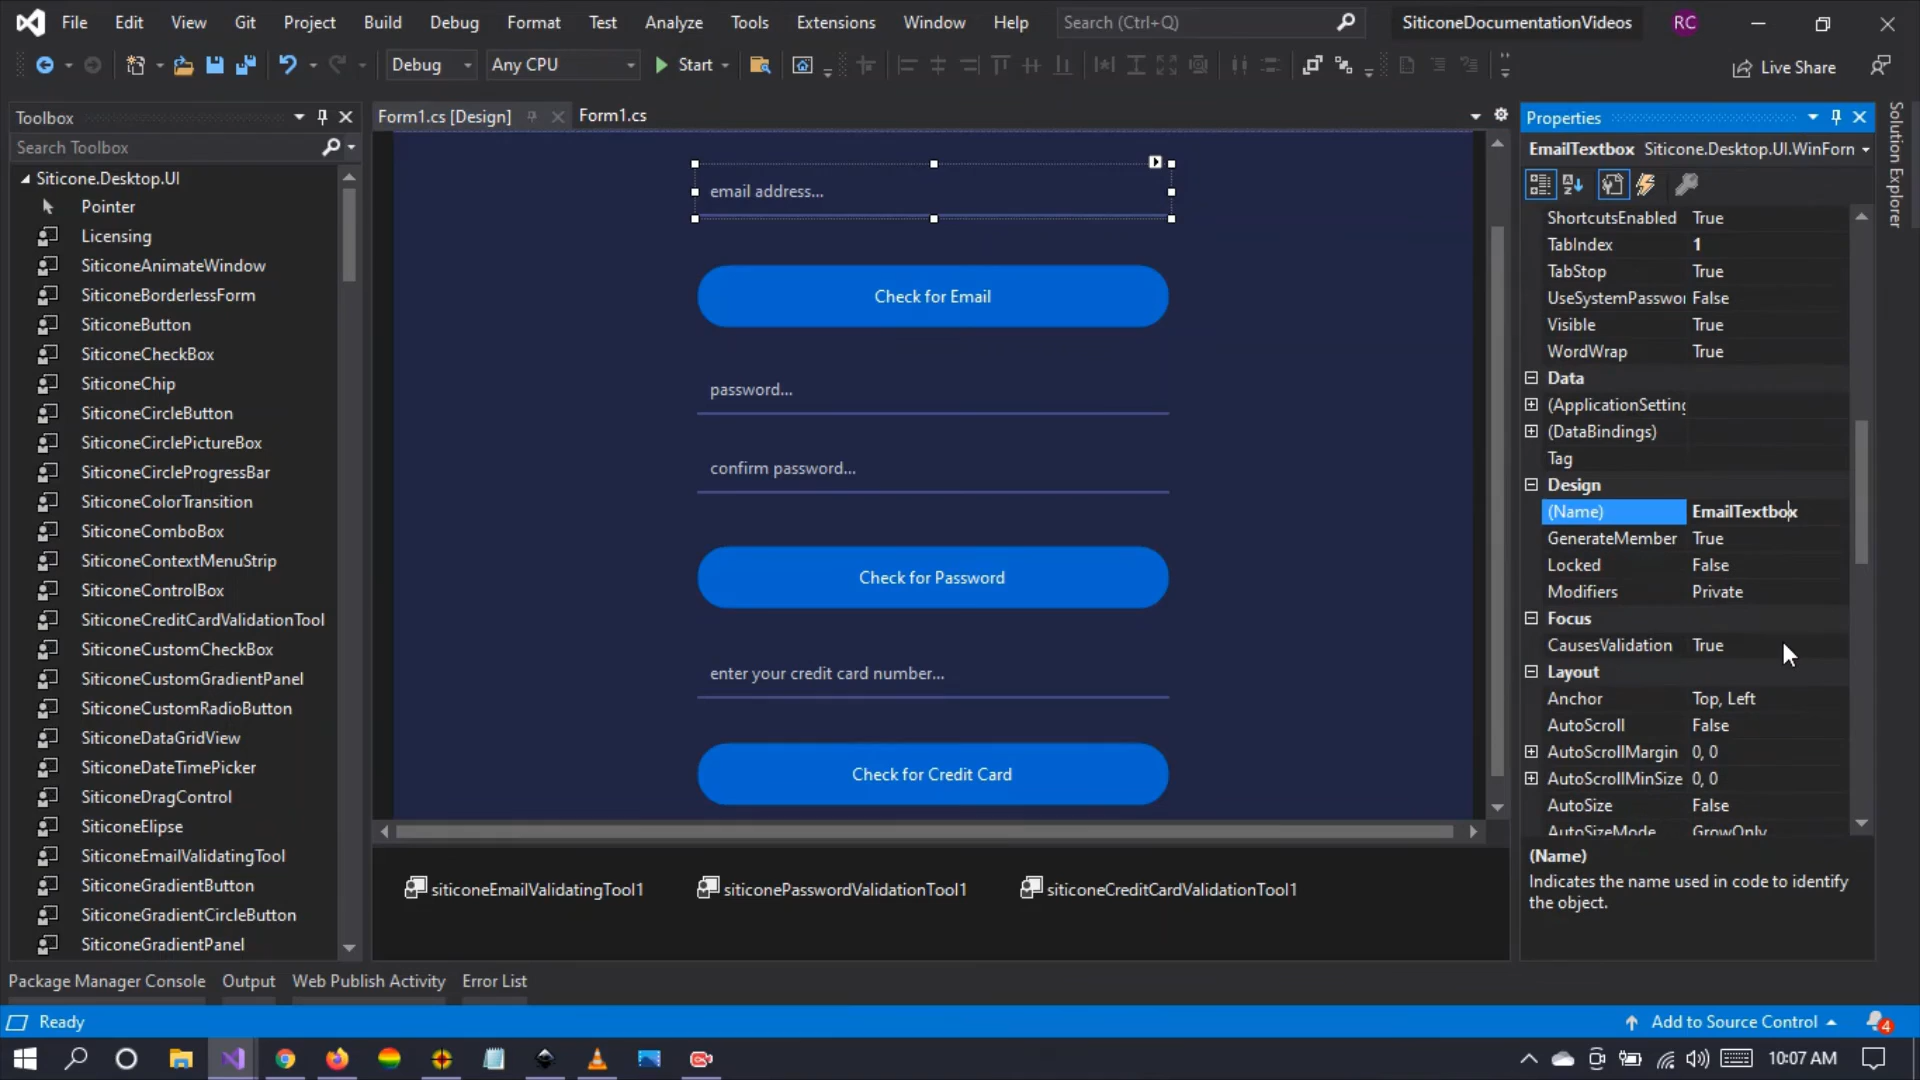 File Edit View Git Project Build Debug Format Test Analyze Tools Extensions Window Help Search (Ctrl+Q) SiticoneDocumentationVideos RC
Debug Any CPU Start Live Share
Toolbox
Search Toolbox
Siticone.Desktop.UI
Pointer
Licensing
SiticoneAnimateWindow
SiticoneBorderlessForm
SiticoneButton
SiticoneCheckBox
SiticoneChip
SiticoneCircleButton
SiticoneCirclePictureBox
SiticoneCircleProgressBar
SiticoneColorTransition
SiticoneComboBox
SiticoneContextMenuStrip
SiticoneControlBox
SiticoneCreditCardValidationTool
SiticoneCustomCheckBox
SiticoneCustomGradientPanel
SiticoneCustomRadioButton
SiticoneDataGridView
SiticoneDateTimePicker
SiticoneDragControl
SiticoneElipse
SiticoneEmailValidatingTool
SiticoneGradientButton
SiticoneGradientCircleButton
SiticoneGradientPanel
Form1.cs [Design] Form1.cs
email address...
Check for Email
password...
confirm password...
Check for Password
enter your credit card number...
Check for Credit Card
siticoneEmailValidatingTool1 siticonePasswordValidationTool1 siticoneCreditCardValidationTool1
Properties
EmailTextbox Siticone.Desktop.UI.WinForn
ShortcutsEnabled True
TabIndex 1
TabStop True
UseSystemPasswor False
Visible True
WordWrap True
Data
(ApplicationSetting
(DataBindings)
Tag
Design
(Name) EmailTextbox
GenerateMember True
Locked False
Modifiers Private
Focus
CausesValidation True
Layout
Anchor Top, Left
AutoScroll False
AutoScrollMargin 0, 0
AutoScrollMinSize 0, 0
AutoSize False
AutoSizeMode GrowOnly
(Name)
Indicates the name used in code to identify
the object.
Solution Explorer
Package Manager Console Output Web Publish Activity Error List
Ready Add to Source Control 4
10:07 AM